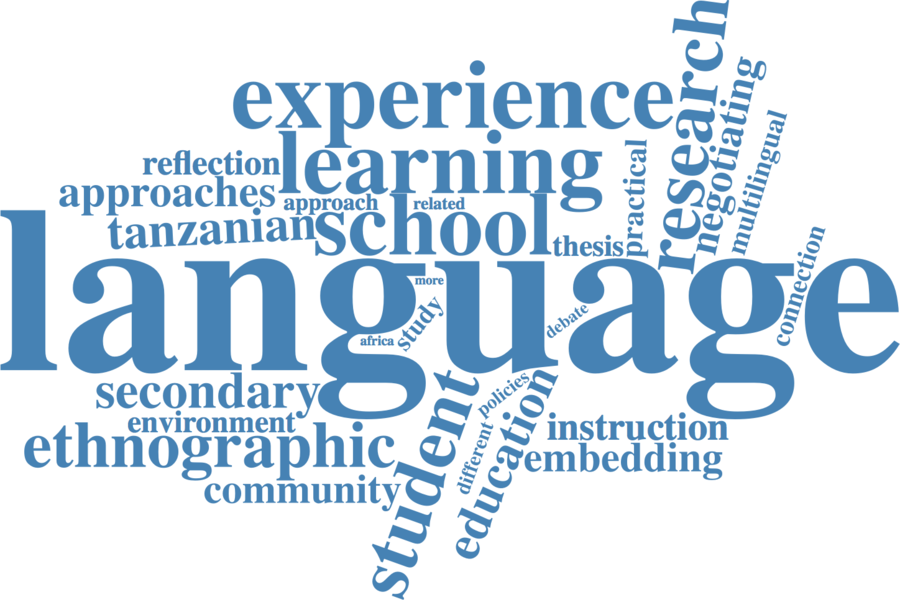 research
experience
negotiating
learning
multilingual
reflection
practical
approaches
approach
related
school
tanzanian
thesis
connection
language
more
study
debate
africa
secondary
student
policies
education
environment
different
instruction
ethnographic
embedding
community